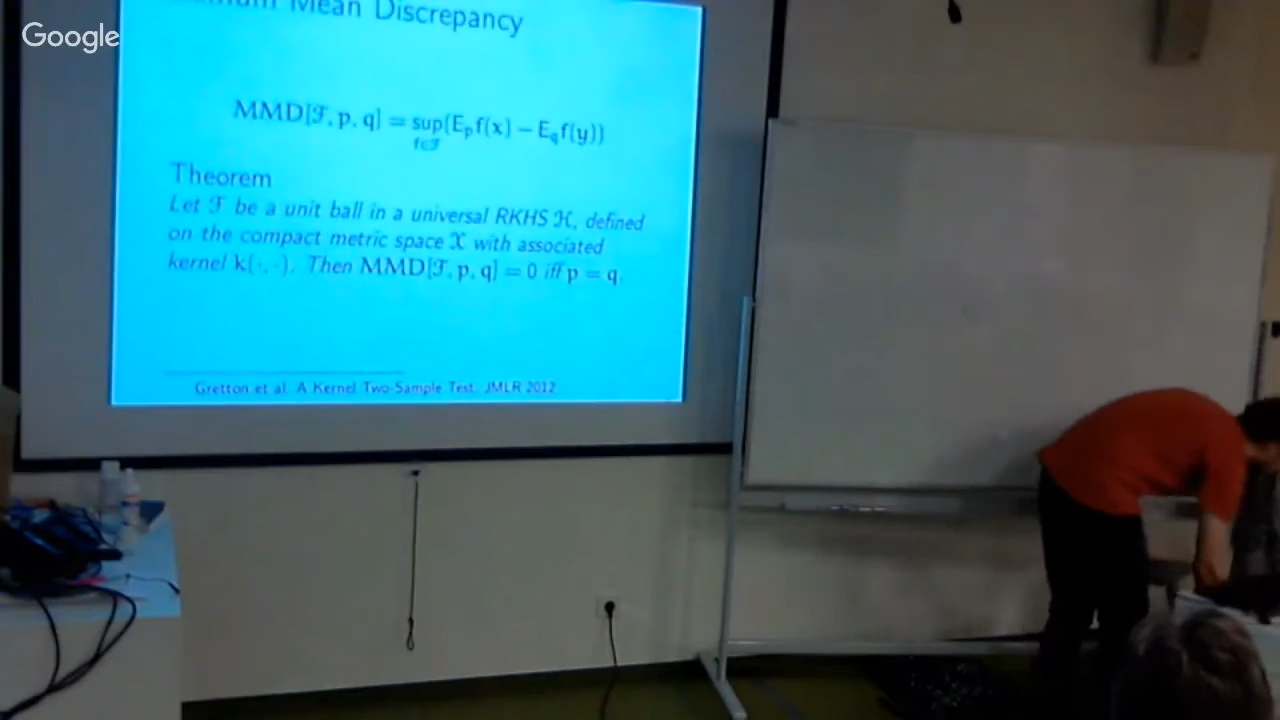 Google
Mean Discrepancy
MMD[ℱ, p, q] = sup(E_p f(x) − E_q f(y))
f∈ℱ
Theorem
Let ℱ be a unit ball in a universal RKHS ℋ, defined
on the compact metric space 𝒳 with associated
kernel k(·, ·). Then MMD[ℱ, p, q] = 0 iff p = q.
Gretton et al. A Kernel Two-Sample Test. JMLR 2012